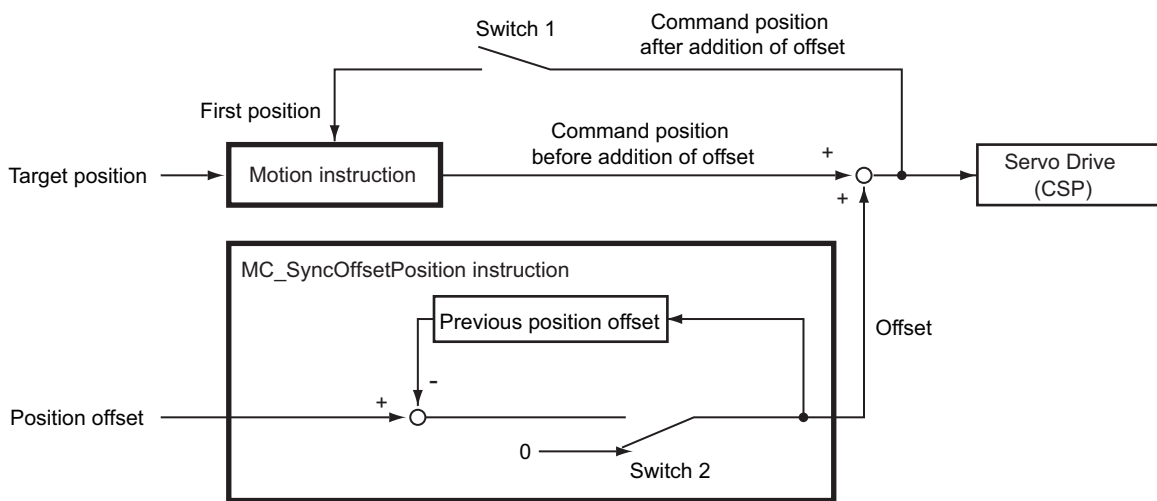 Switch 1
Command position
after addition of offset
First position
Target position
Motion instruction
Command position
before addition of offset
+
+
Servo Drive
(CSP)
MC_SyncOffsetPosition instruction
Previous position offset
Offset
-
Position offset
+
0
Switch 2